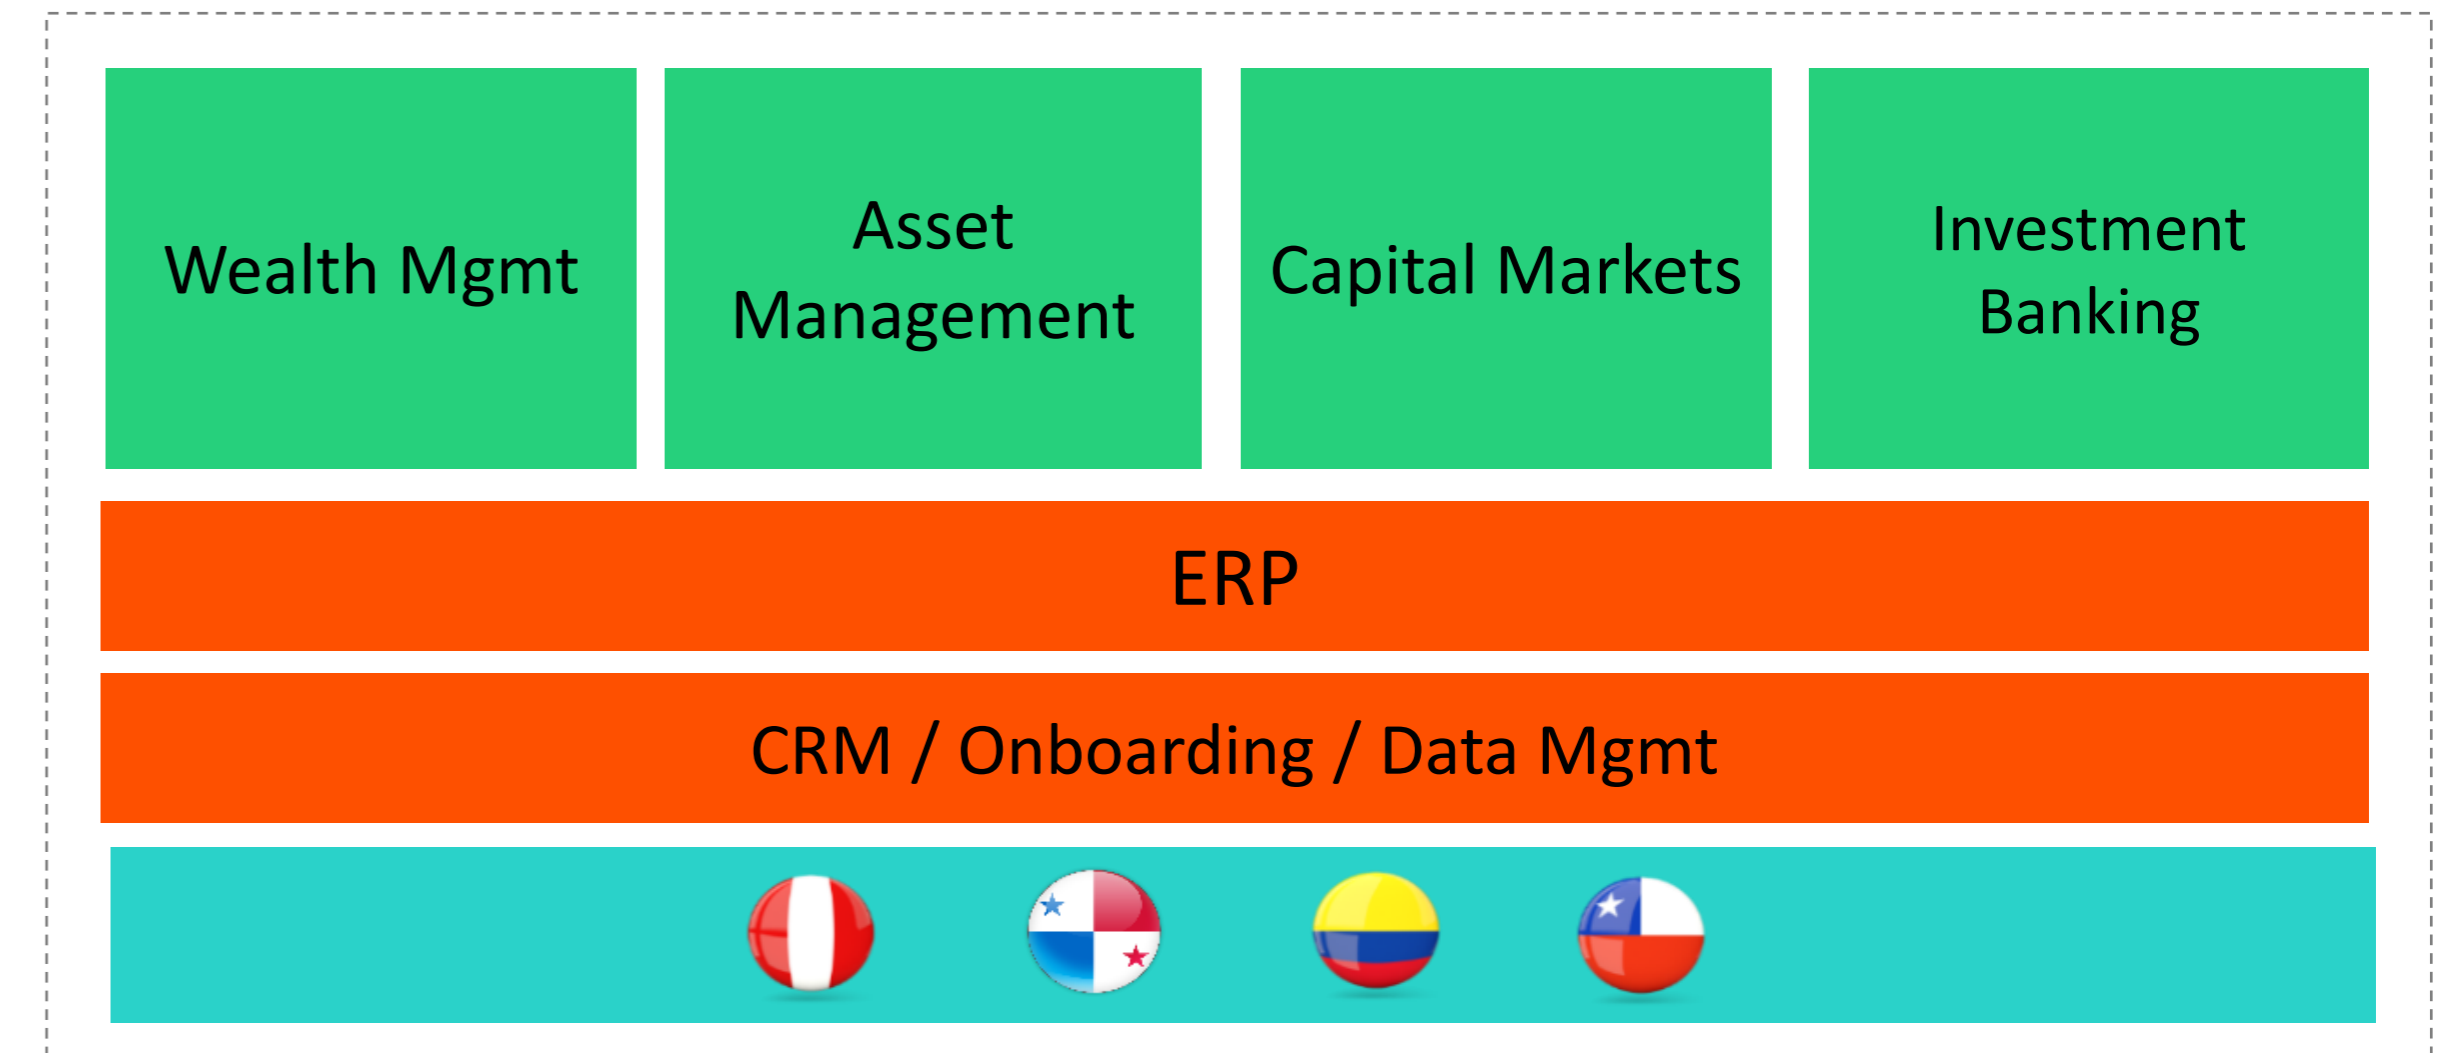 Wealth Mgmt
Asset
Management
Capital Markets
Investment
Banking
ERP
CRM / Onboarding / Data Mgmt